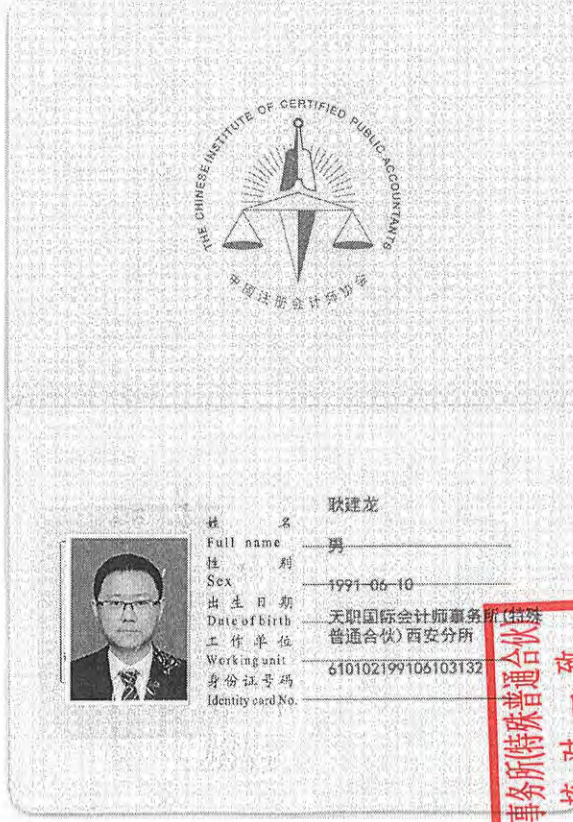 THE CHINESE INSTITUTE OF CERTIFIED PUBLIC ACCOUNTANTS
中国注册会计师协会
姓 名
Full name
耿建龙
性 别
Sex
男
出生日期
Date of birth
1991-06-10
工作单位
Working unit
天职国际会计师事务所(特殊
普通合伙)西安分所
身份证号码
Identity card No.
610102199106103132
事务所(特殊普通合伙)